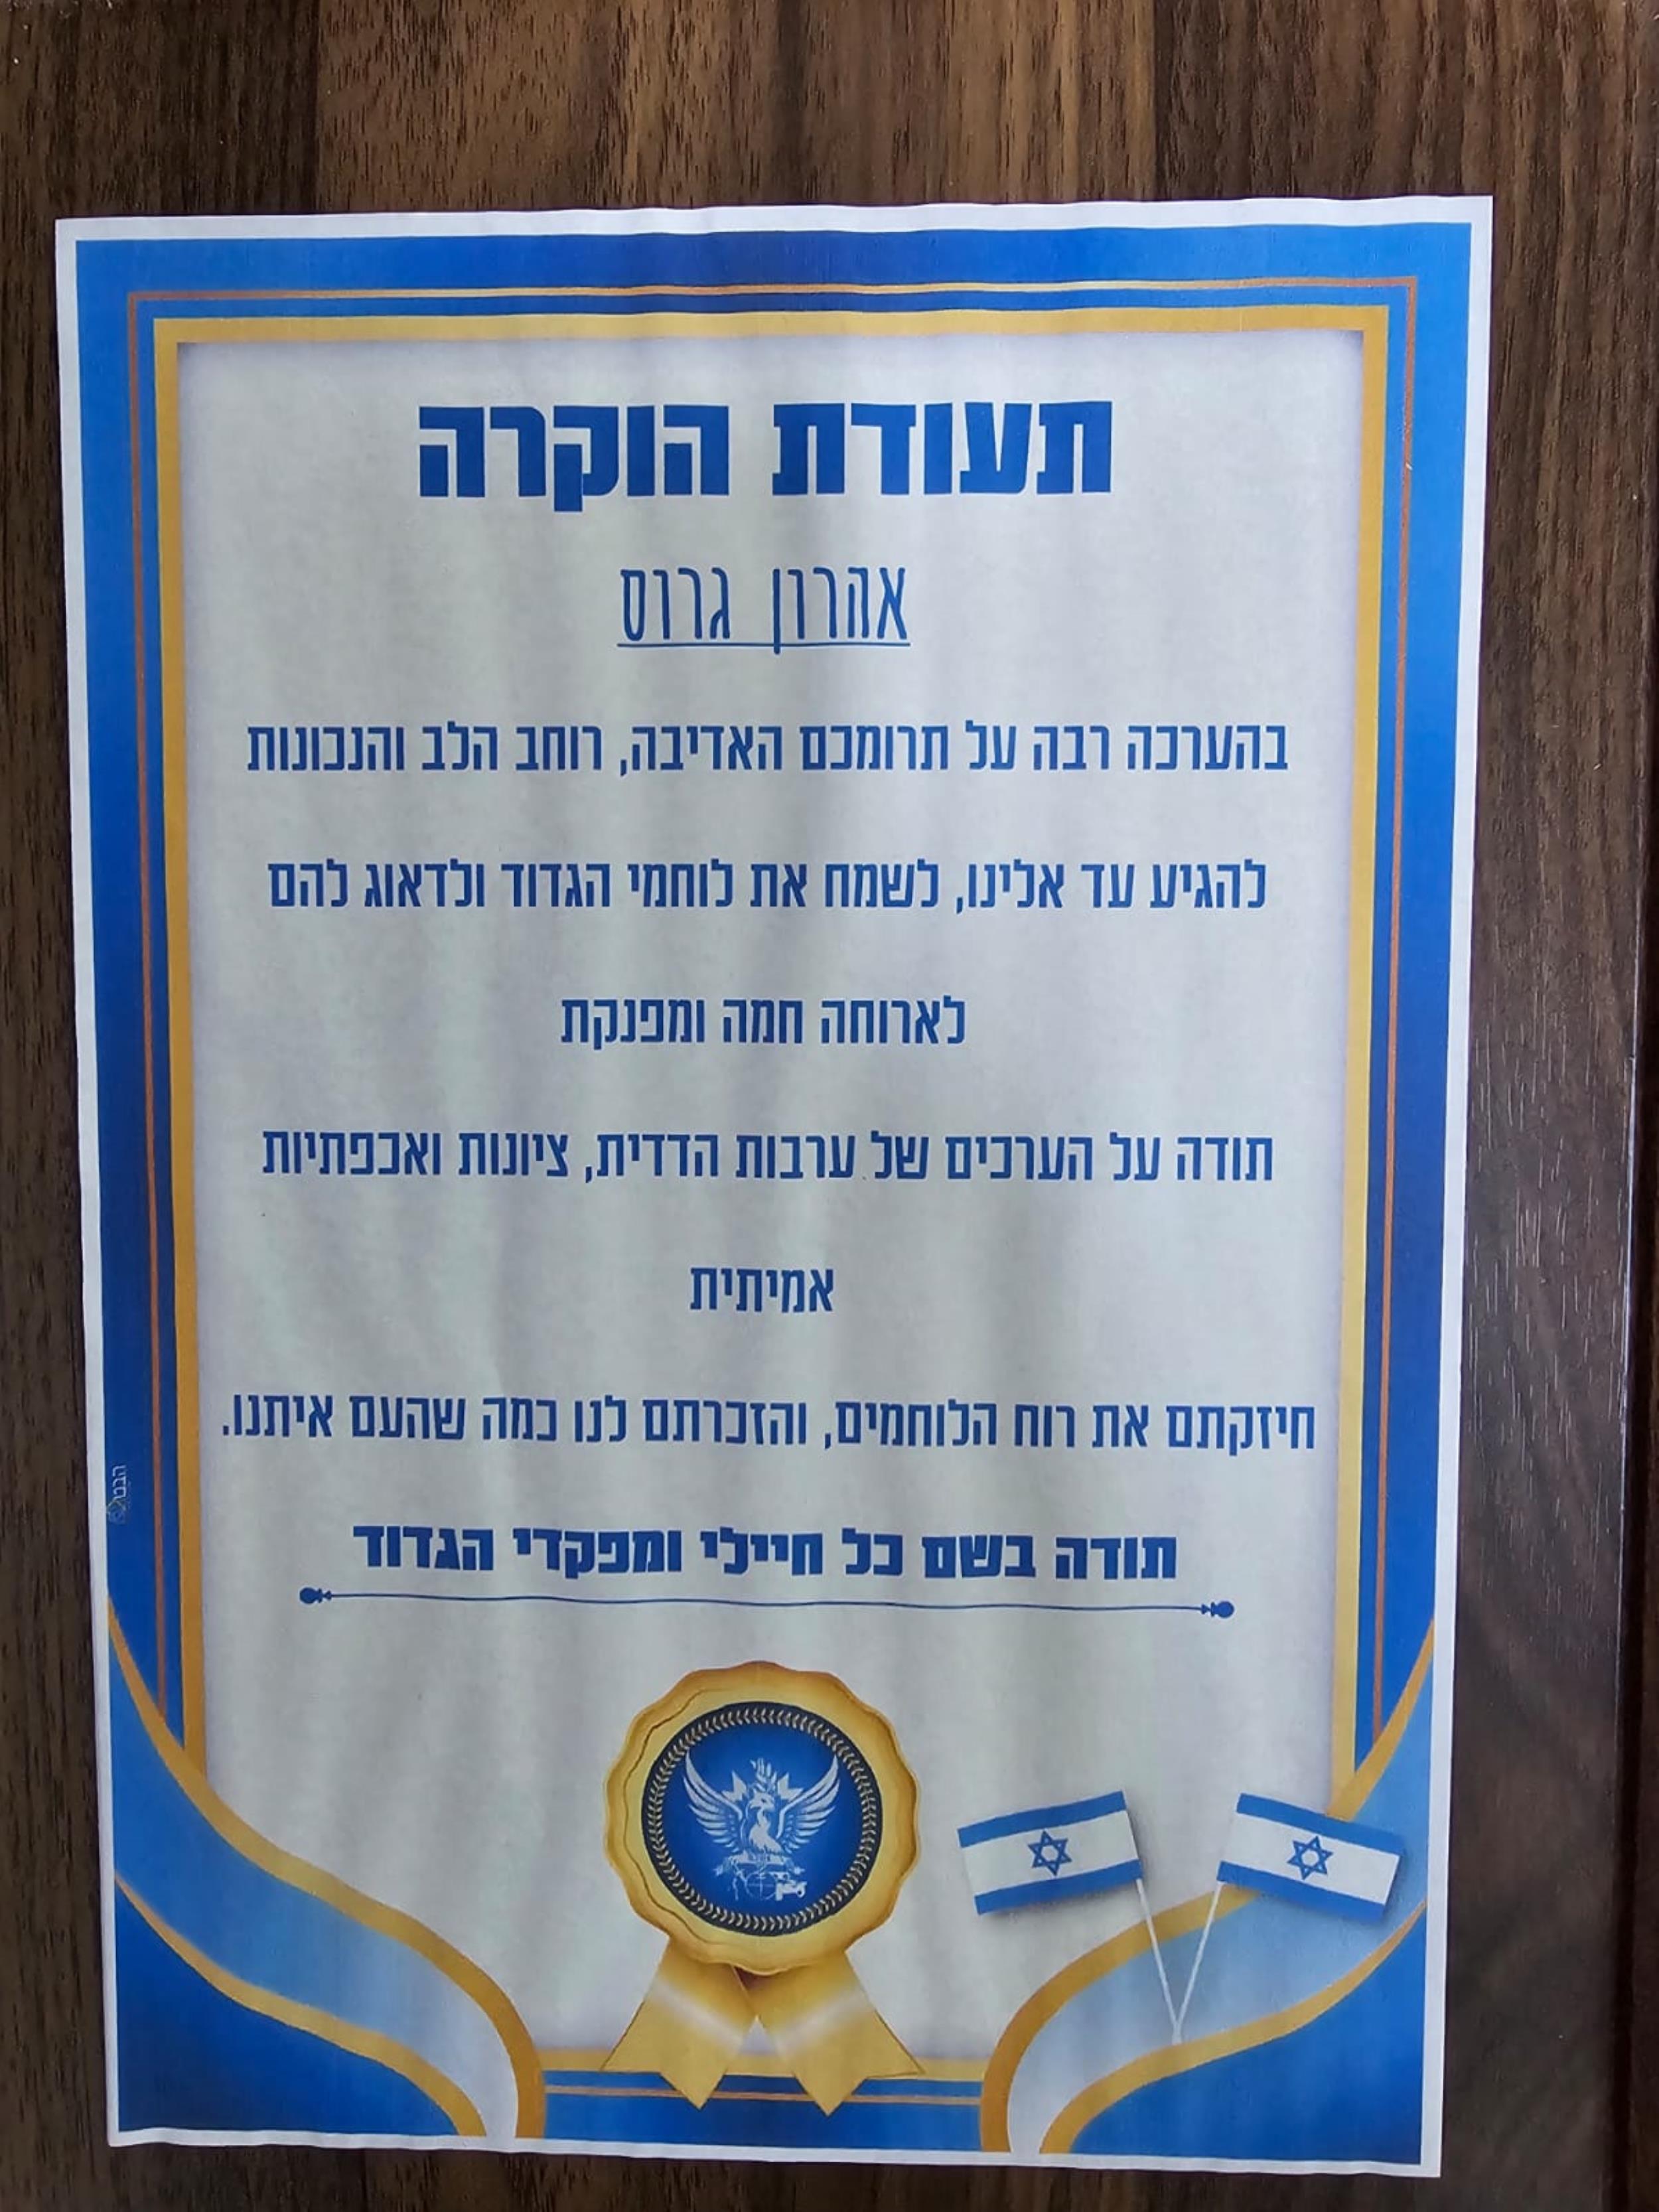 תעודת הוקרה
אהרון גרוס
בהערכה רבה על תרומכם האדיבה, רוחב הלב והנכונות
להגיע עד אלינו, לשמח את לוחמי הגדוד ולדאוג להם
לארוחה חמה ומפנקת
תודה על הערכים של ערבות הדדית, ציונות ואכפתיות
אמיתית
חיזקתם את רוח הלוחמים, והזכרתם לנו כמה שהעם איתנו.
תודה בשם כל חיילי ומפקדי הגדוד